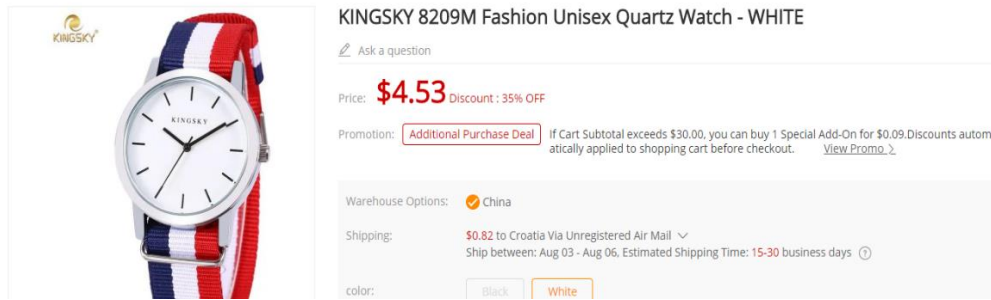 KINGSKY 8209M Fashion Unisex Quartz Watch - WHITE
KINGSKY
Ask a question
Price: $4.53 Discount : 35% OFF
Promotion: Additional Purchase Deal If Cart Subtotal exceeds $30.00, you can buy 1 Special Add-On for $0.09.Discounts autom
atically applied to shopping cart before checkout. View Promo >
KINGSKY
Warehouse Options: China
Shipping: $0.82 to Croatia Via Unregistered Air Mail
Ship between: Aug 03 - Aug 06, Estimated Shipping Time: 15-30 business days ?
color: Black White